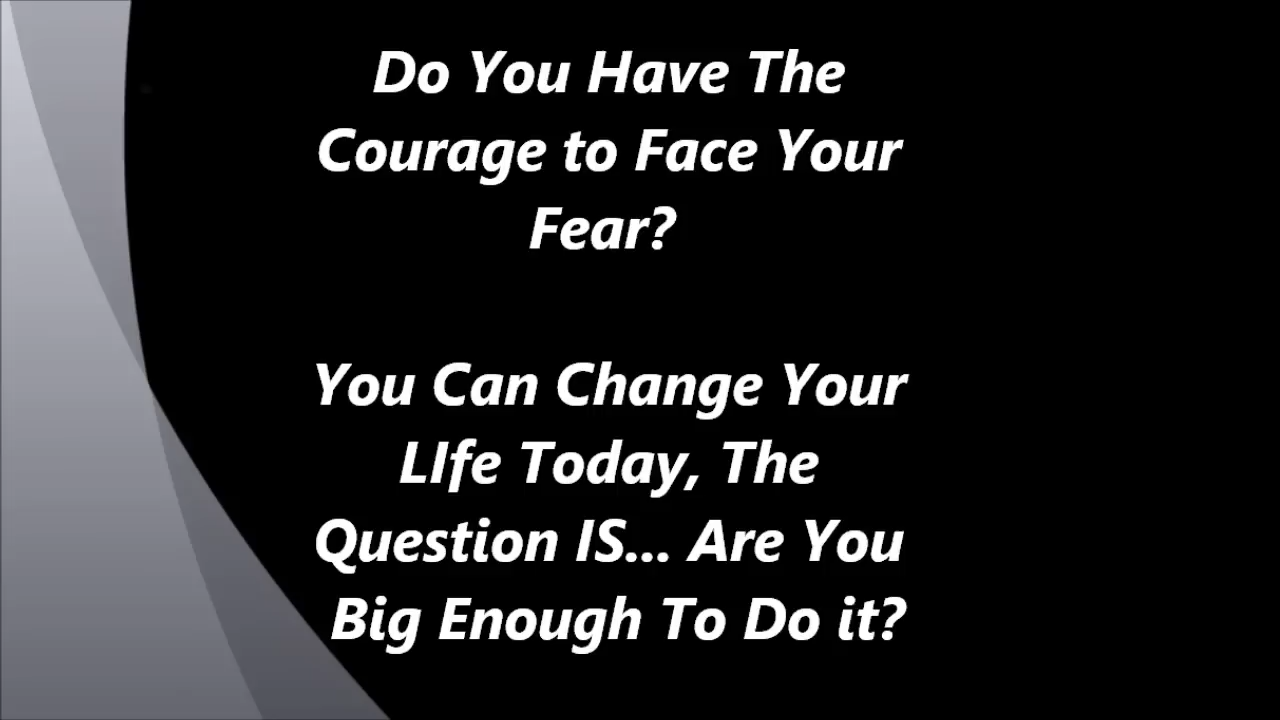 Do You Have The
Courage to Face Your
Fear?
You Can Change Your
LIfe Today, The
Question IS... Are You
Big Enough To Do it?